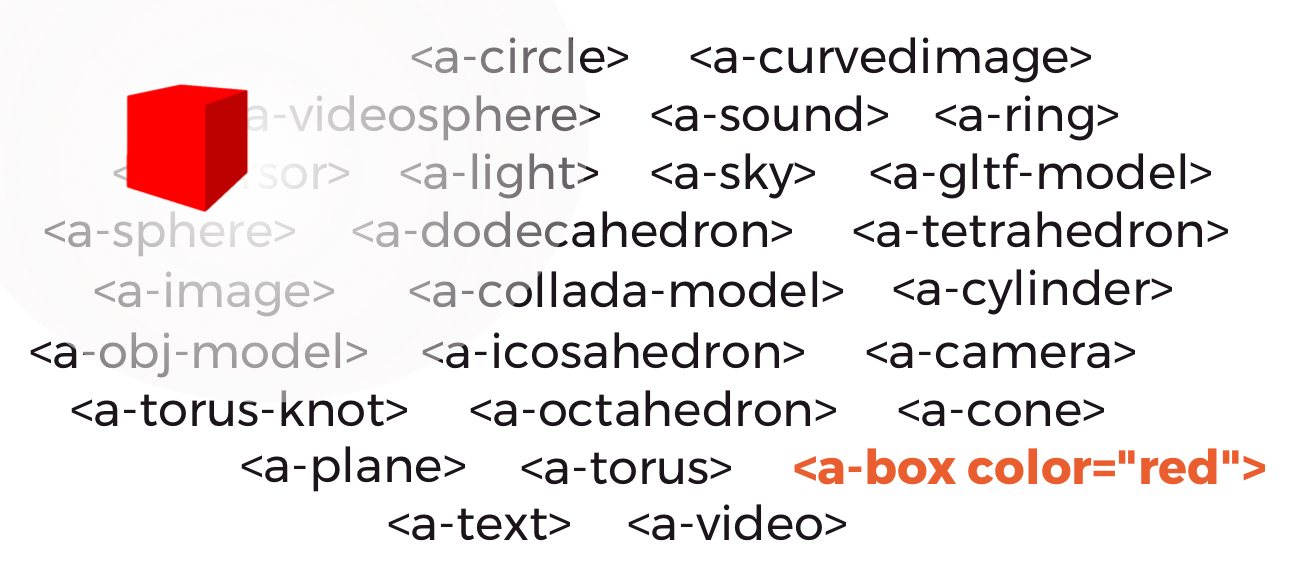 <a-circle> <a-curvedimage>
a-videosphere> <a-sound> <a-ring>
<a-light> <a-sky> <a-gltf-model>
<a-sphere> <a-dodecahedron> <a-tetrahedron>
<a-image> <a-collada-model> <a-cylinder>
<a-obj-model> <a-icosahedron> <a-camera>
<a-torus-knot> <a-octahedron> <a-cone>
<a-plane> <a-torus> <a-box color="red">
<a-text> <a-video>